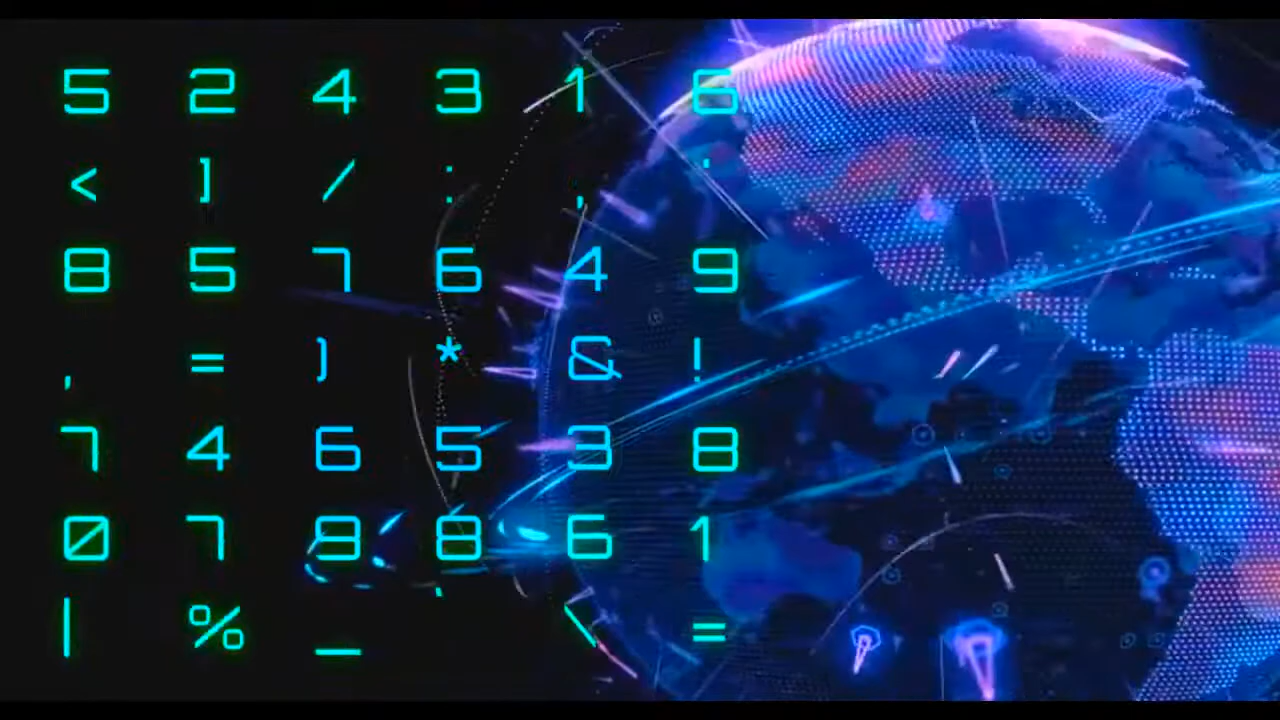 5 2 4 3 1 6
< ] / : , '
8 5 7 6 4 9
, = ) * & !
7 4 6 5 3 8
0 7 9 8 6 1
| % _ ' \ =